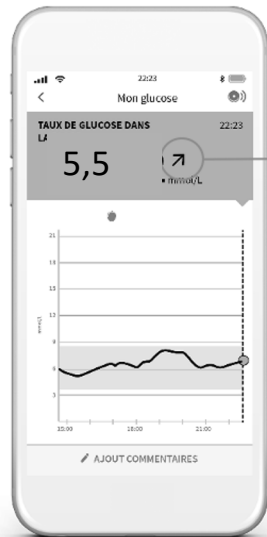 22:23
Mon glucose
TAUX DE GLUCOSE DANS 22:23
LA
5,5
mmol/L
21
18
15
12
9
6
3
mmol/L
15:00 18:00 21:00
AJOUT COMMENTAIRES